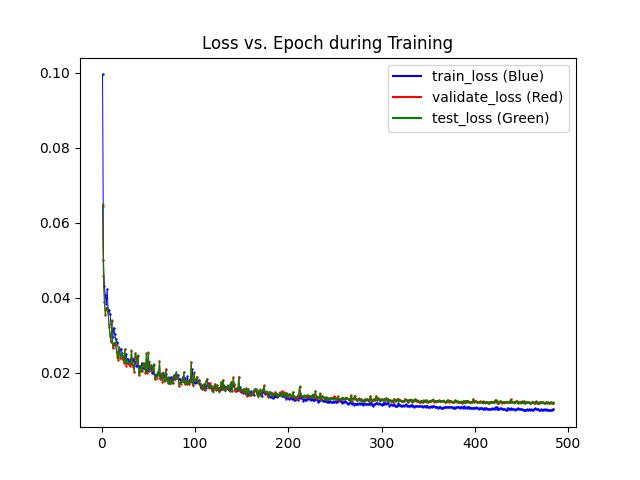 Loss vs. Epoch during Training
0.10
0.08
0.06
0.04
0.02
train_loss (Blue)
validate_loss (Red)
test_loss (Green)
0
100
200
300
400
500